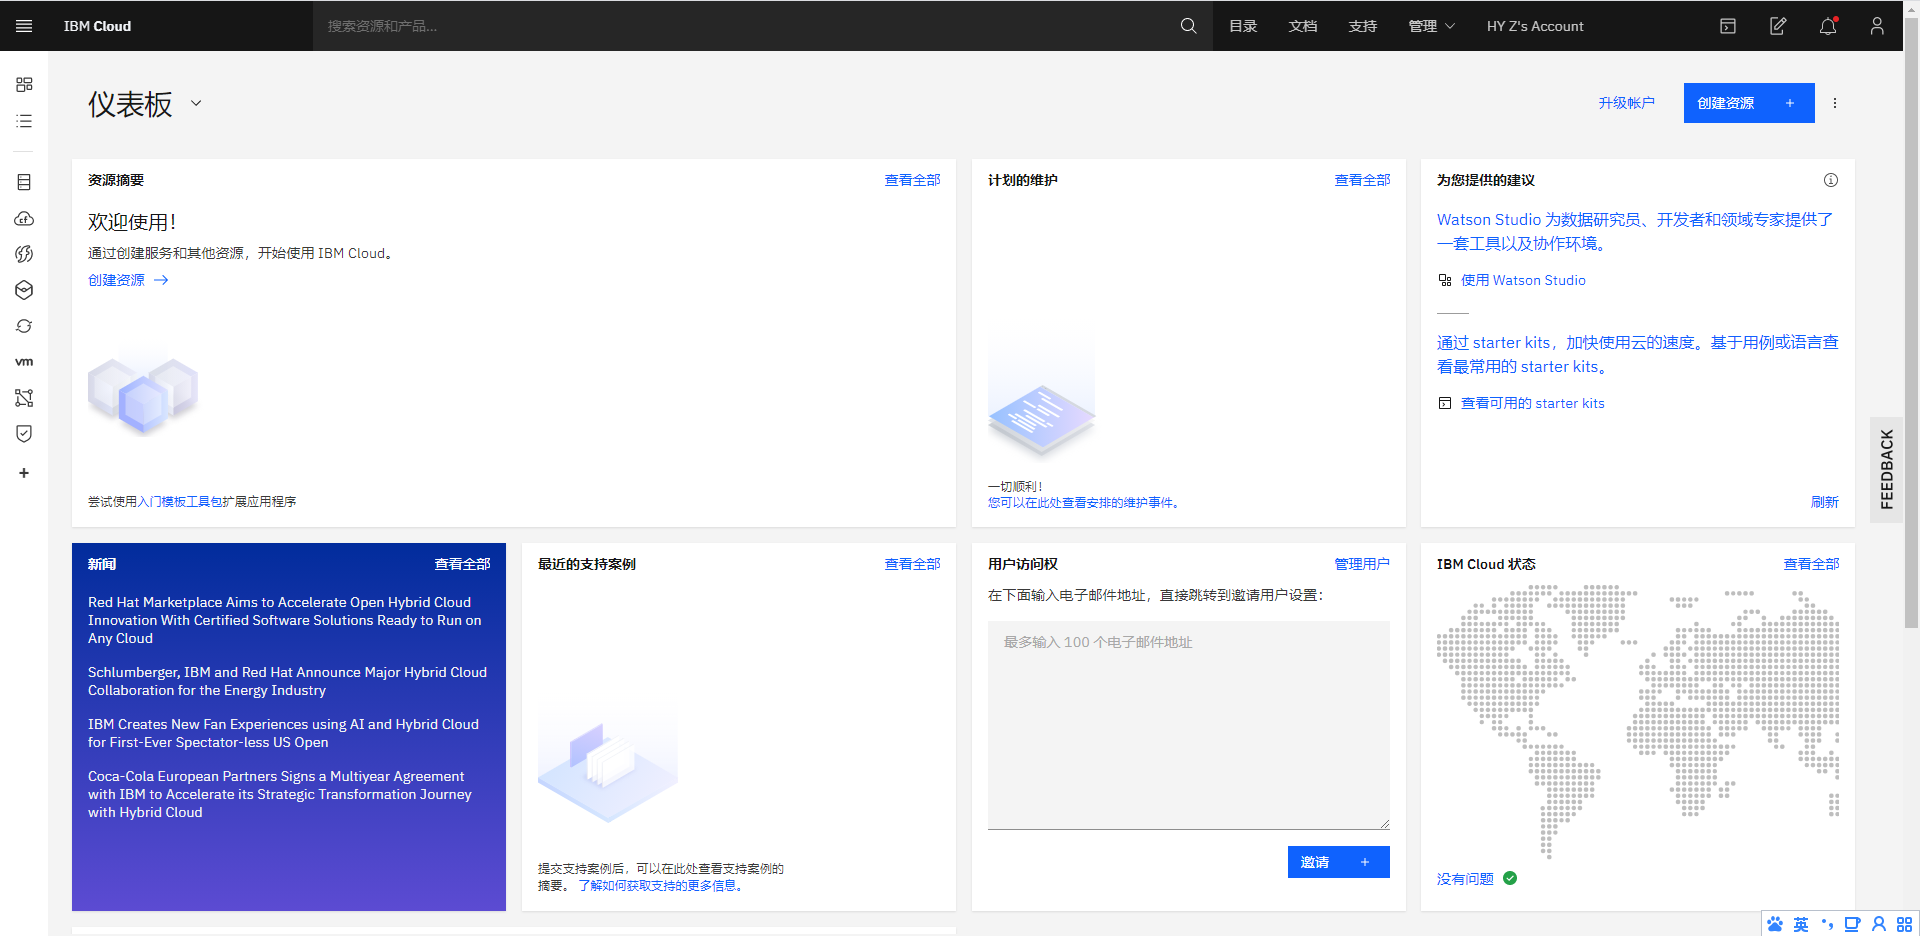 IBM Cloud
搜索资源和产品...
目录
文档
支持
管理
HY Z's Account
仪表板
升级帐户
创建资源 +
资源摘要
查看全部
欢迎使用！
通过创建服务和其他资源，开始使用 IBM Cloud。
创建资源 →
尝试使用入门模板工具包扩展应用程序
计划的维护
查看全部
一切顺利！
您可以在此处查看安排的维护事件。
为您提供的建议
Watson Studio 为数据研究员、开发者和领域专家提供了
一套工具以及协作环境。
使用 Watson Studio
通过 starter kits，加快使用云的速度。基于用例或语言查
看最常用的 starter kits。
查看可用的 starter kits
刷新
FEEDBACK
vm
cf
新闻
查看全部
Red Hat Marketplace Aims to Accelerate Open Hybrid Cloud
Innovation With Certified Software Solutions Ready to Run on
Any Cloud
Schlumberger, IBM and Red Hat Announce Major Hybrid Cloud
Collaboration for the Energy Industry
IBM Creates New Fan Experiences using AI and Hybrid Cloud
for First-Ever Spectator-less US Open
Coca-Cola European Partners Signs a Multiyear Agreement
with IBM to Accelerate its Strategic Transformation Journey
with Hybrid Cloud
最近的支持案例
查看全部
提交支持案例后，可以在此处查看支持案例的
摘要。 了解如何获取支持的更多信息。
用户访问权
管理用户
在下面输入电子邮件地址，直接跳转到邀请用户设置：
最多输入 100 个电子邮件地址
邀请 +
IBM Cloud 状态
查看全部
没有问题
英